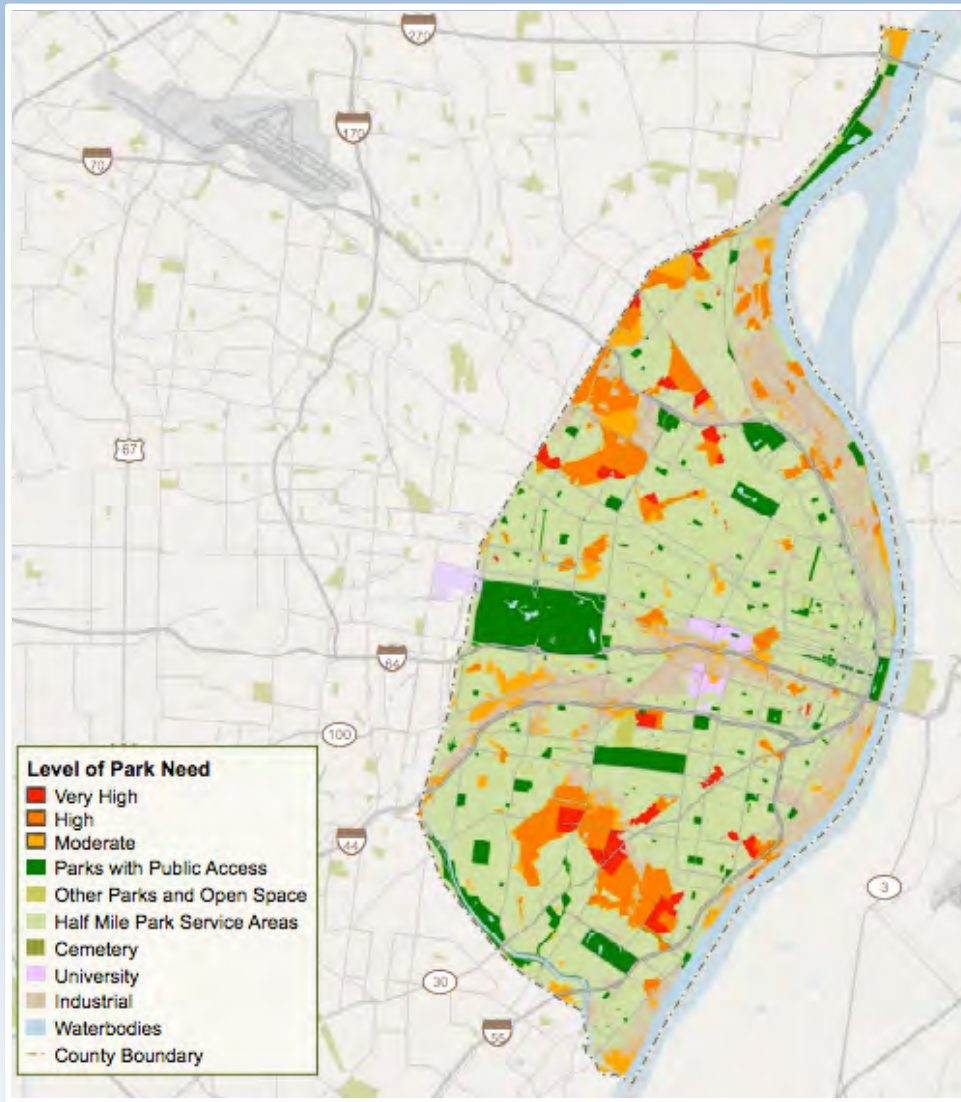 270
170
70
67
64
100
Level of Park Need
Very High
High
Moderate
Parks with Public Access
Other Parks and Open Space
Half Mile Park Service Areas
Cemetery
University
Industrial
Waterbodies
County Boundary
44
3
30
55